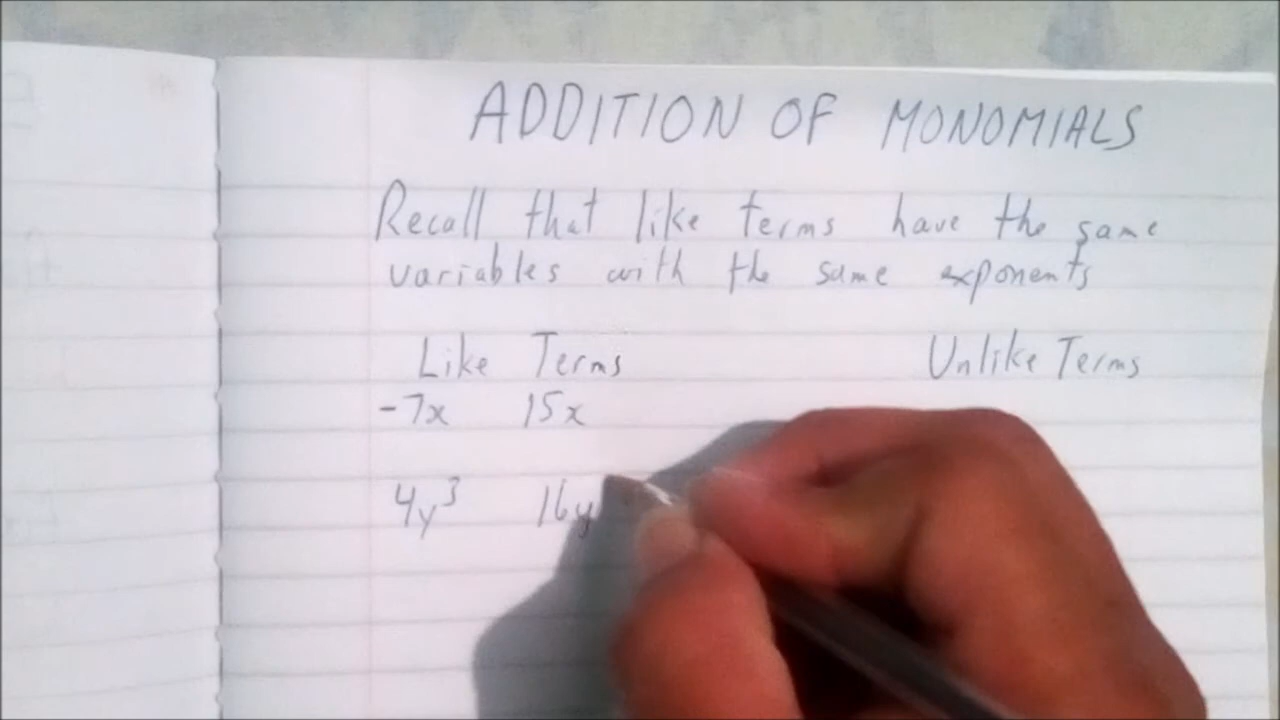 ADDITION OF MONOMIALS
Recall that like terms have the same
variables with the same exponents
Like Terms Unlike Terms
-7x 15x
4y³ 16y